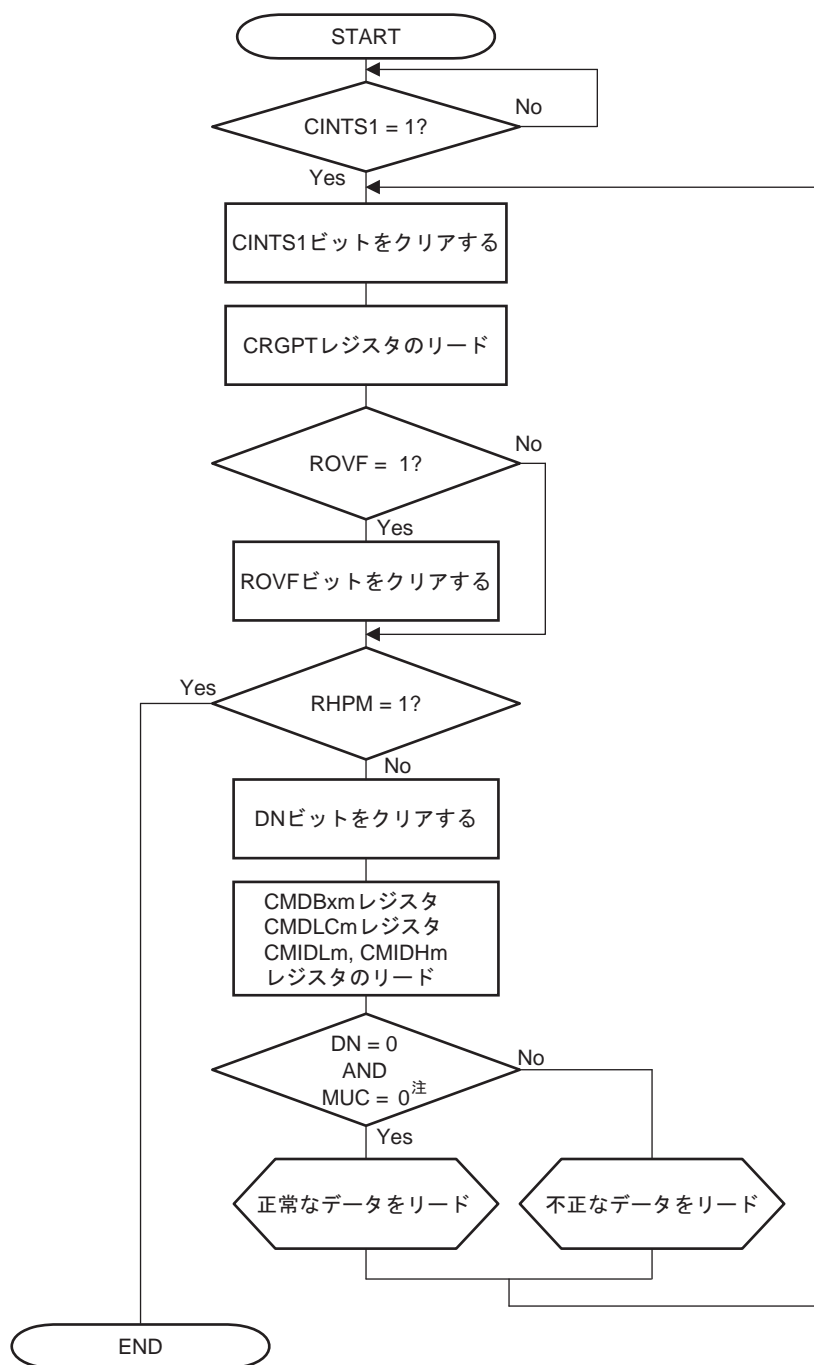 START
No
CINTS1 = 1?
Yes
CINTS1ビットをクリアする
CRGPTレジスタのリード
No
ROVF = 1?
Yes
ROVFビットをクリアする
Yes
RHPM = 1?
No
DNビットをクリアする
CMDBxmレジスタ
CMDLCmレジスタ
CMIDLm, CMIDHm
レジスタのリード
DN = 0
AND
MUC = 0注
No
Yes
正常なデータをリード
不正なデータをリード
END